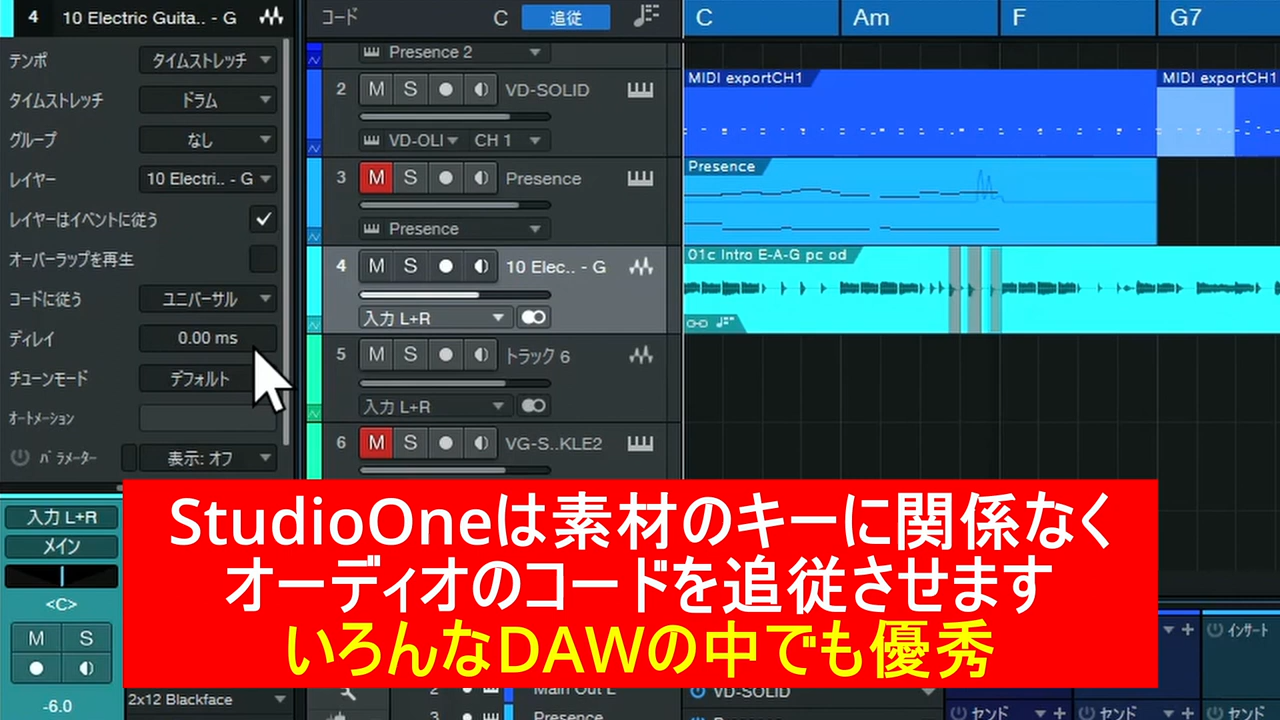 4 10 Electric Guita.. - G
テンポ タイムストレッチ
タイムストレッチ ドラム
グループ なし
レイヤー 10 Electri.. - G
レイヤーはイベントに従う
オーバーラップを再生
コードに従う ユニバーサル
ディレイ 0.00 ms
チューンモード デフォルト
オートメーション
パラメーター 表示: オフ
入力 L+R
メイン
<C>
M S
-6.0
コード C 追従
Presence 2
2 M S VD-SOLID
VD-OLI CH 1
3 M S Presence
Presence
4 M S 10 Elec.. - G
入力 L+R
5 M S トラック 6
入力 L+R
6 M S VG-S..KLE2
C Am F G7
MIDI exportCH1 MIDI exportCH1
Presence
01c Intro E-A-G pc od
StudioOneは素材のキーに関係なく
オーディオのコードを追従させます
いろんなDAWの中でも優秀
インサート
2x12 Blackface
2 Main Out L VD-SOLID
3 Presence
センド センド センド